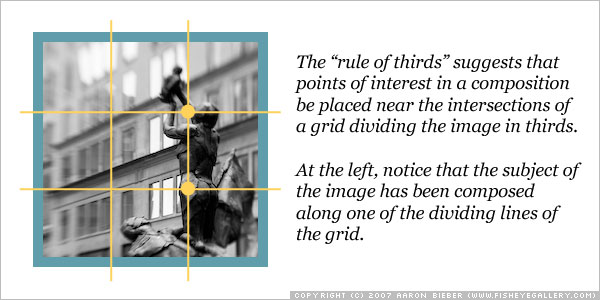 The “rule of thirds” suggests that
points of interest in a composition
be placed near the intersections of
a grid dividing the image in thirds.
At the left, notice that the subject of
the image has been composed
along one of the dividing lines of
the grid.
COPYRIGHT (C) 2007 AARON BIEBER (WWW.FISHEYEGALLERY.COM)